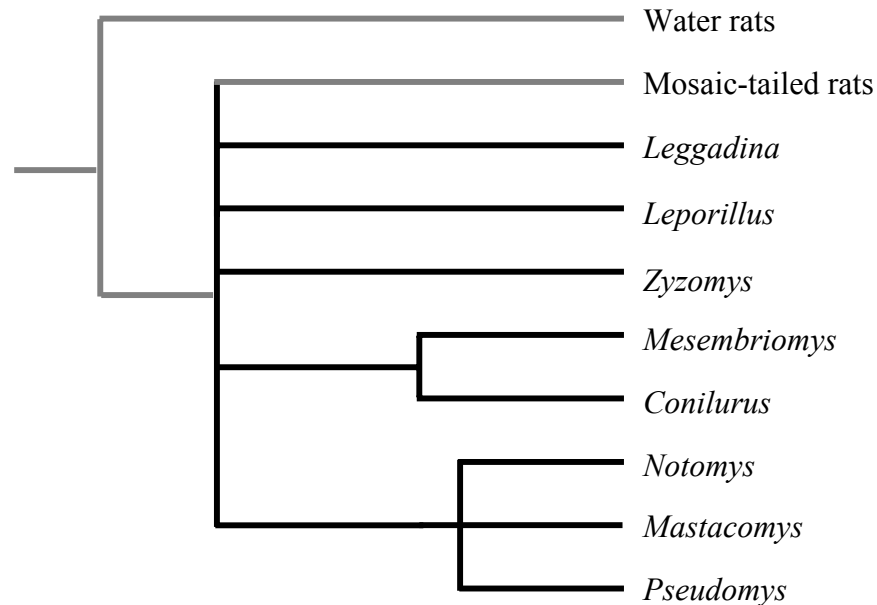 Water rats
Mosaic-tailed rats
Leggadina
Leporillus
Zyzomys
Mesembriomys
Conilurus
Notomys
Mastacomys
Pseudomys